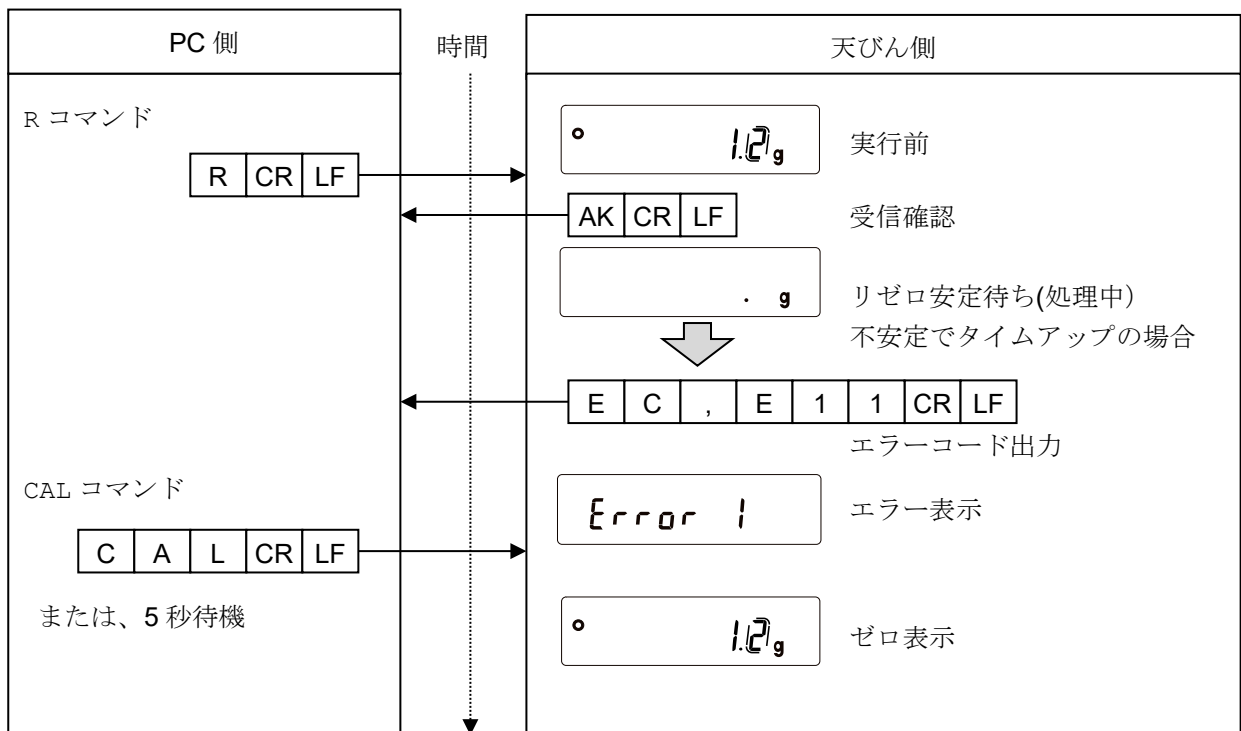 PC 側
時間
天びん側
R コマンド
1.2 g
実行前
R CR LF
AK CR LF
受信確認
. g
リゼロ安定待ち(処理中）
不安定でタイムアップの場合
E C , E 1 1 CR LF
エラーコード出力
CAL コマンド
Error 1
エラー表示
C A L CR LF
または、5 秒待機
1.2 g
ゼロ表示